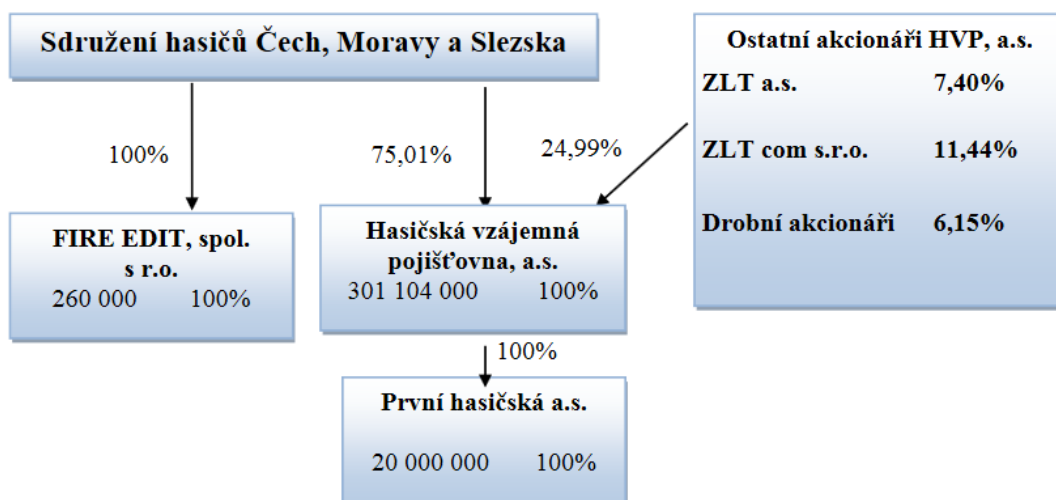 Sdružení hasičů Čech, Moravy a Slezska
Ostatní akcionáři HVP, a.s.
ZLT a.s. 7,40%
ZLT com s.r.o. 11,44%
Drobní akcionáři 6,15%
100%
75,01%
24,99%
FIRE EDIT, spol.
s r.o.
260 000 100%
Hasičská vzájemná
pojišťovna, a.s.
301 104 000 100%
100%
První hasičská a.s.
20 000 000 100%